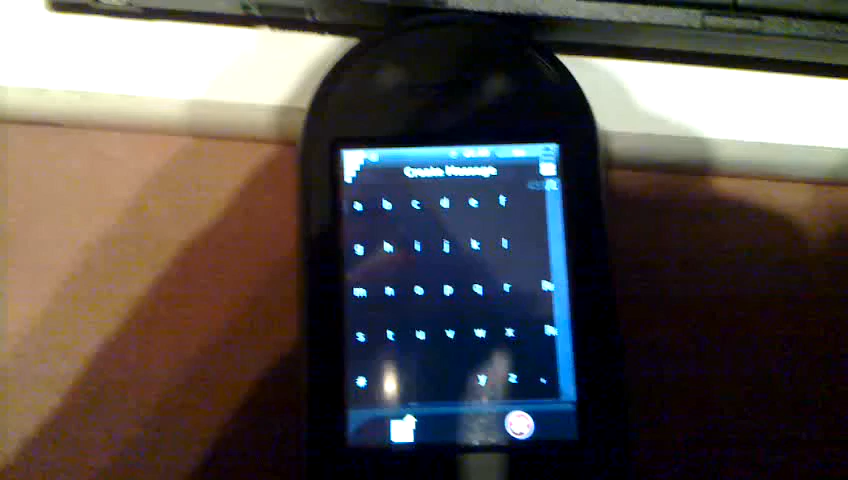 Create Message
a b c d e f
g h i j k l
m n o p q r
s t u v w x
# y z .